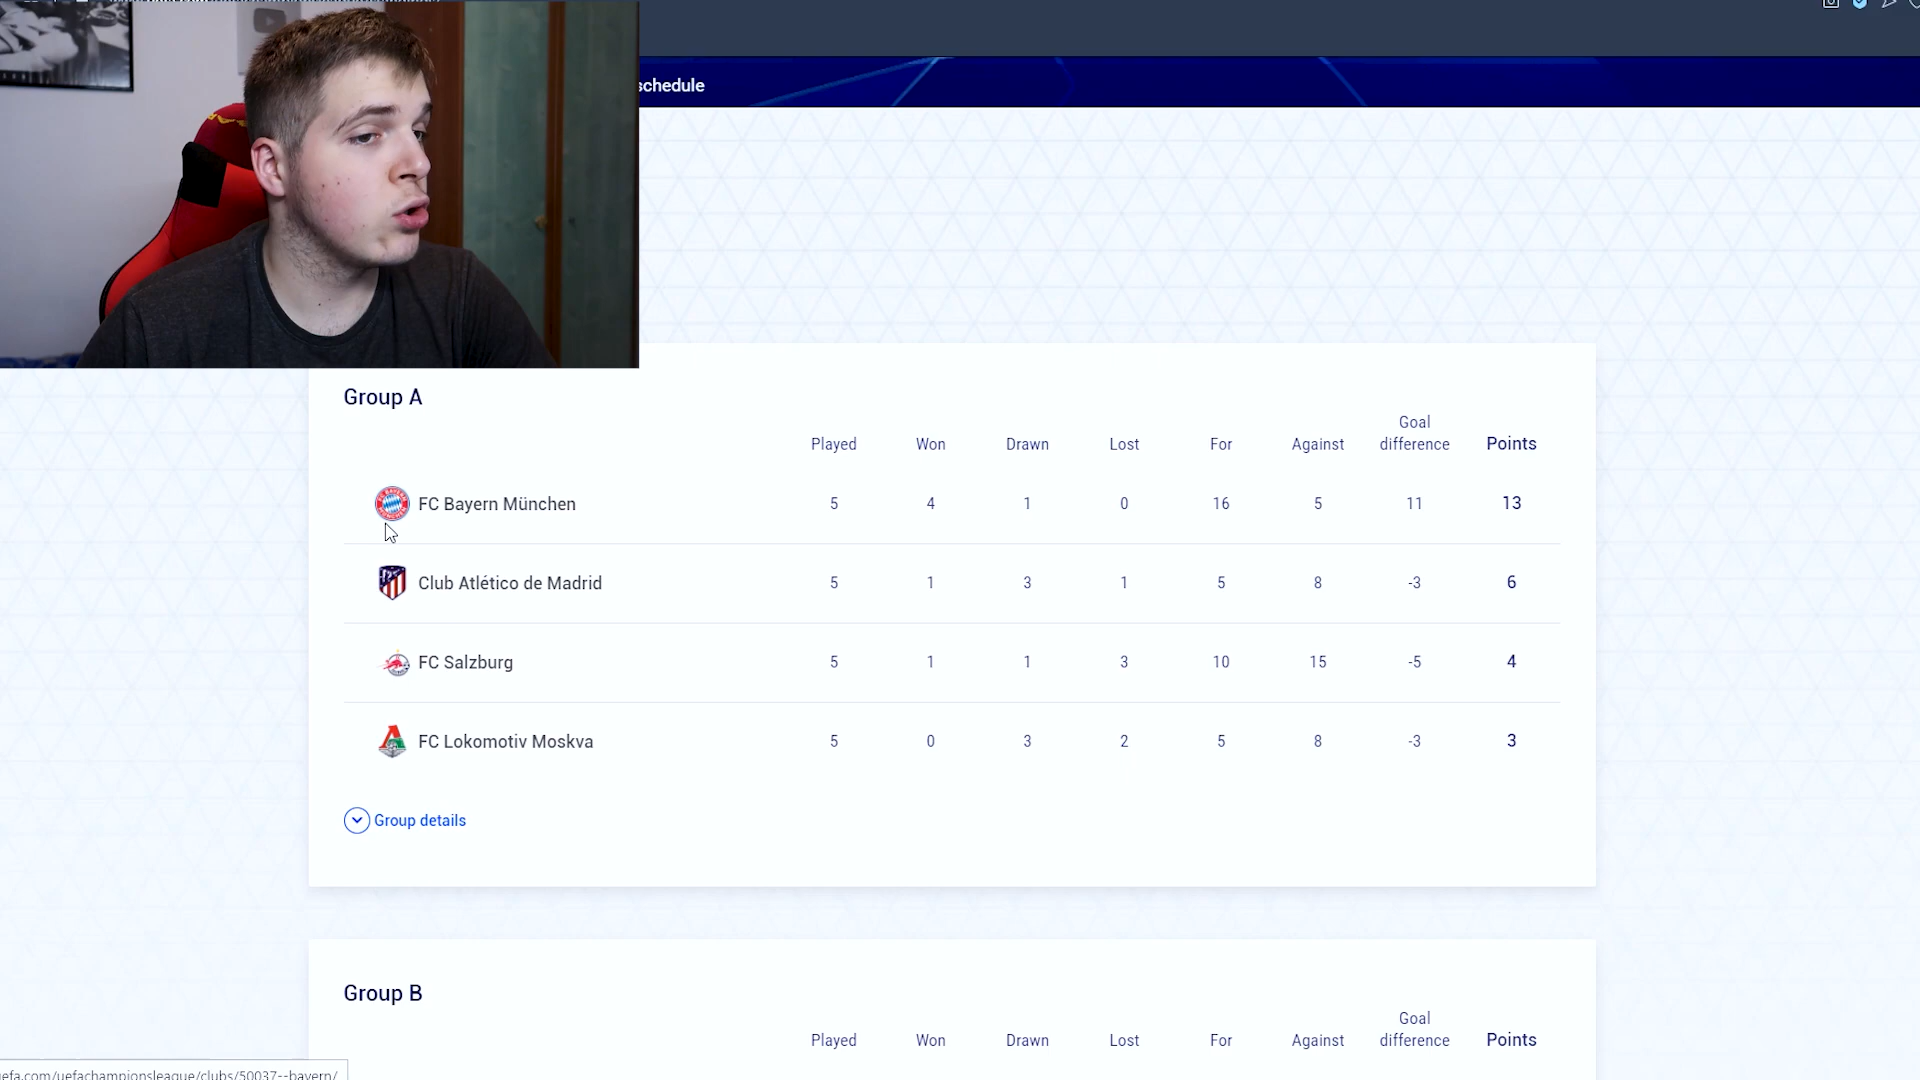 schedule
Group A
Goal
Played Won Drawn Lost For Against difference Points
FC Bayern München 5 4 1 0 16 5 11 13
Club Atlético de Madrid 5 1 3 1 5 8 -3 6
FC Salzburg 5 1 1 3 10 15 -5 4
FC Lokomotiv Moskva 5 0 3 2 5 8 -3 3
Group details
Group B
Goal
Played Won Drawn Lost For Against difference Points
efa.com/uefachampionsleague/clubs/50037--bayern/